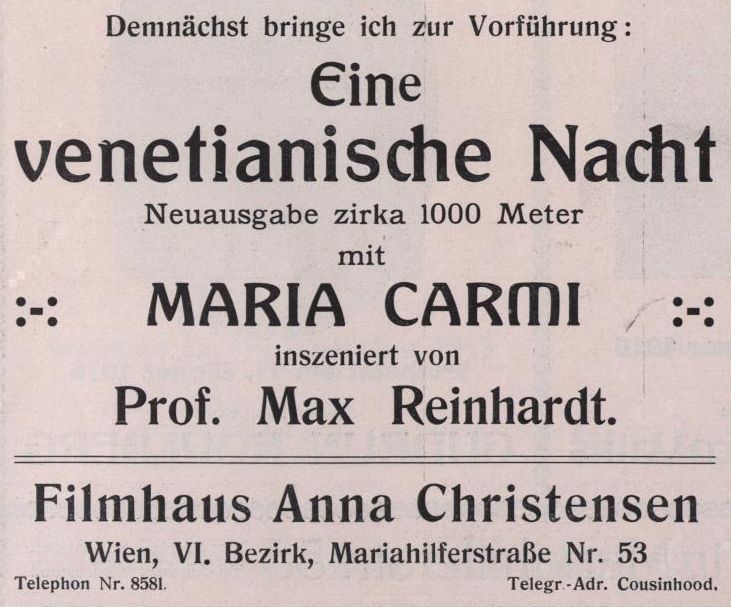 Demnächst bringe ich zur Vorführung:
Eine
venetianische Nacht
Neuausgabe zirka 1000 Meter
mit
:-: MARIA CARMI :-:
inszeniert von
Prof. Max Reinhardt.
Filmhaus Anna Christensen
Wien, VI. Bezirk, Mariahilferstraße Nr. 53
Telephon Nr. 8581. Telegr.-Adr. Cousinhood.